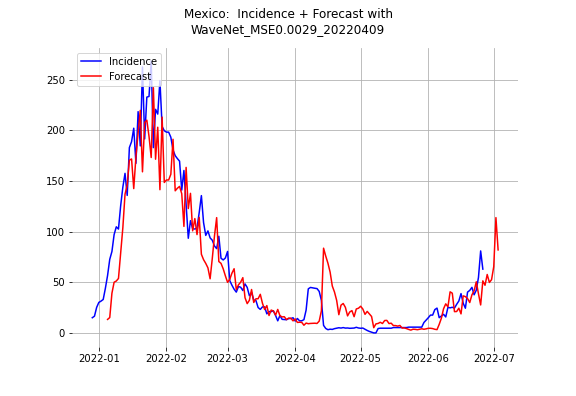 Mexico:  Incidence + Forecast with
WaveNet_MSE0.0029_20220409
Incidence
Forecast
250
200
150
100
50
0
2022-01 2022-02 2022-03 2022-04 2022-05 2022-06 2022-07